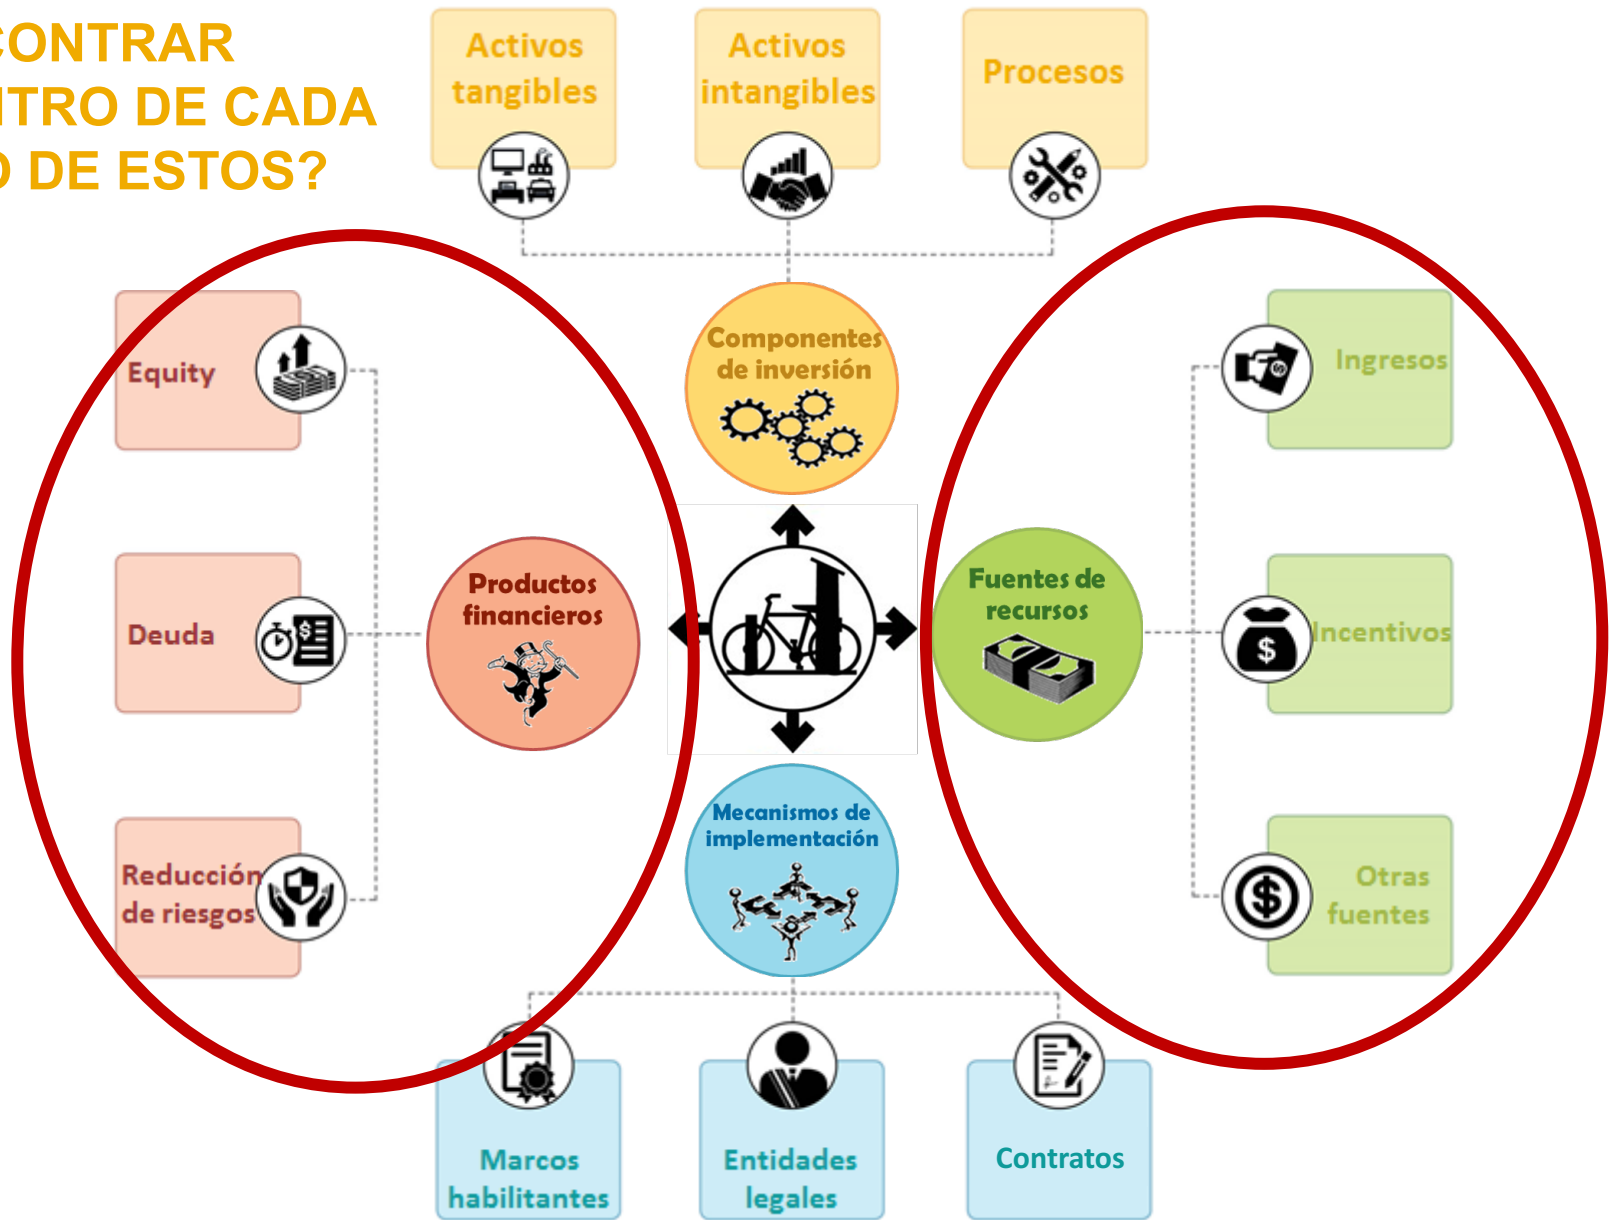 CONTRAR
NTRO DE CADA
O DE ESTOS?
Activos
tangibles
Activos
intangibles
Procesos
Componentes
de inversión
Equity
Deuda
Reducción
de riesgos
Productos
financieros
Fuentes de
recursos
Ingresos
Incentivos
Otras
fuentes
Mecanismos de
implementación
Marcos
habilitantes
Entidades
legales
Contratos